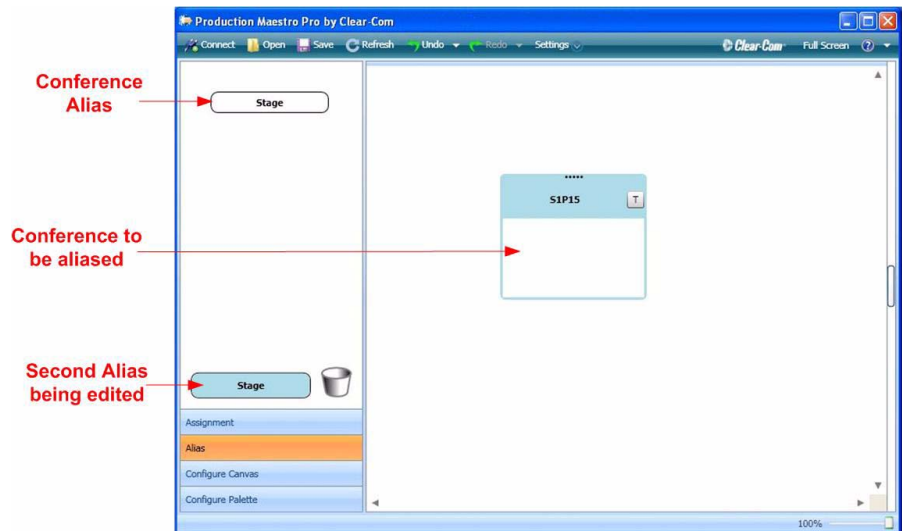 Production Maestro Pro by Clear-Com
Connect Open Save Refresh Undo Redo Settings Clear-Com Full Screen ?
Conference
Alias
Stage
S1P15 T
Conference to
be aliased
Second Alias
being edited
Stage
Assignment
Alias
Configure Canvas
Configure Palette
100%